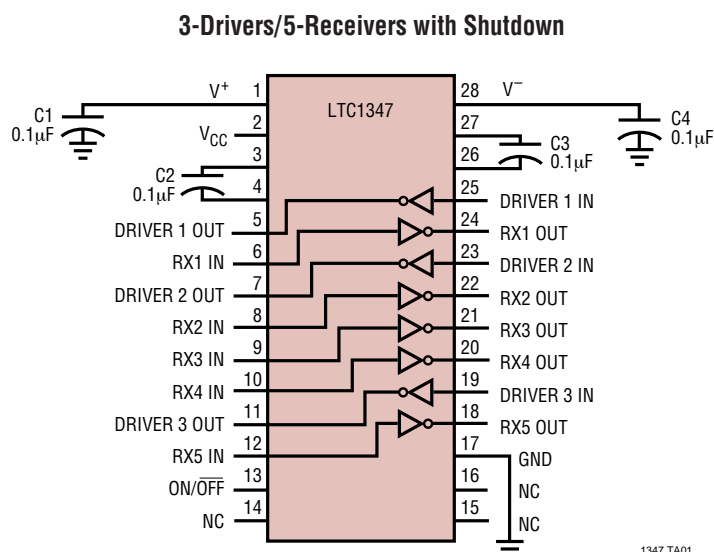 3-Drivers/5-Receivers with Shutdown
V+ 1 28 V−
LTC1347
C1
0.1µF
C4
0.1µF
2 27
VCC
3 26
C3
0.1µF
C2
0.1µF
4 25
DRIVER 1 IN
5 24
DRIVER 1 OUT RX1 OUT
6 23
RX1 IN DRIVER 2 IN
7 22
DRIVER 2 OUT RX2 OUT
8 21
RX2 IN RX3 OUT
9 20
RX3 IN RX4 OUT
10 19
RX4 IN DRIVER 3 IN
11 18
DRIVER 3 OUT RX5 OUT
12 17
RX5 IN GND
13 16
ON/OFF NC
14 15
NC NC
1347 TA01